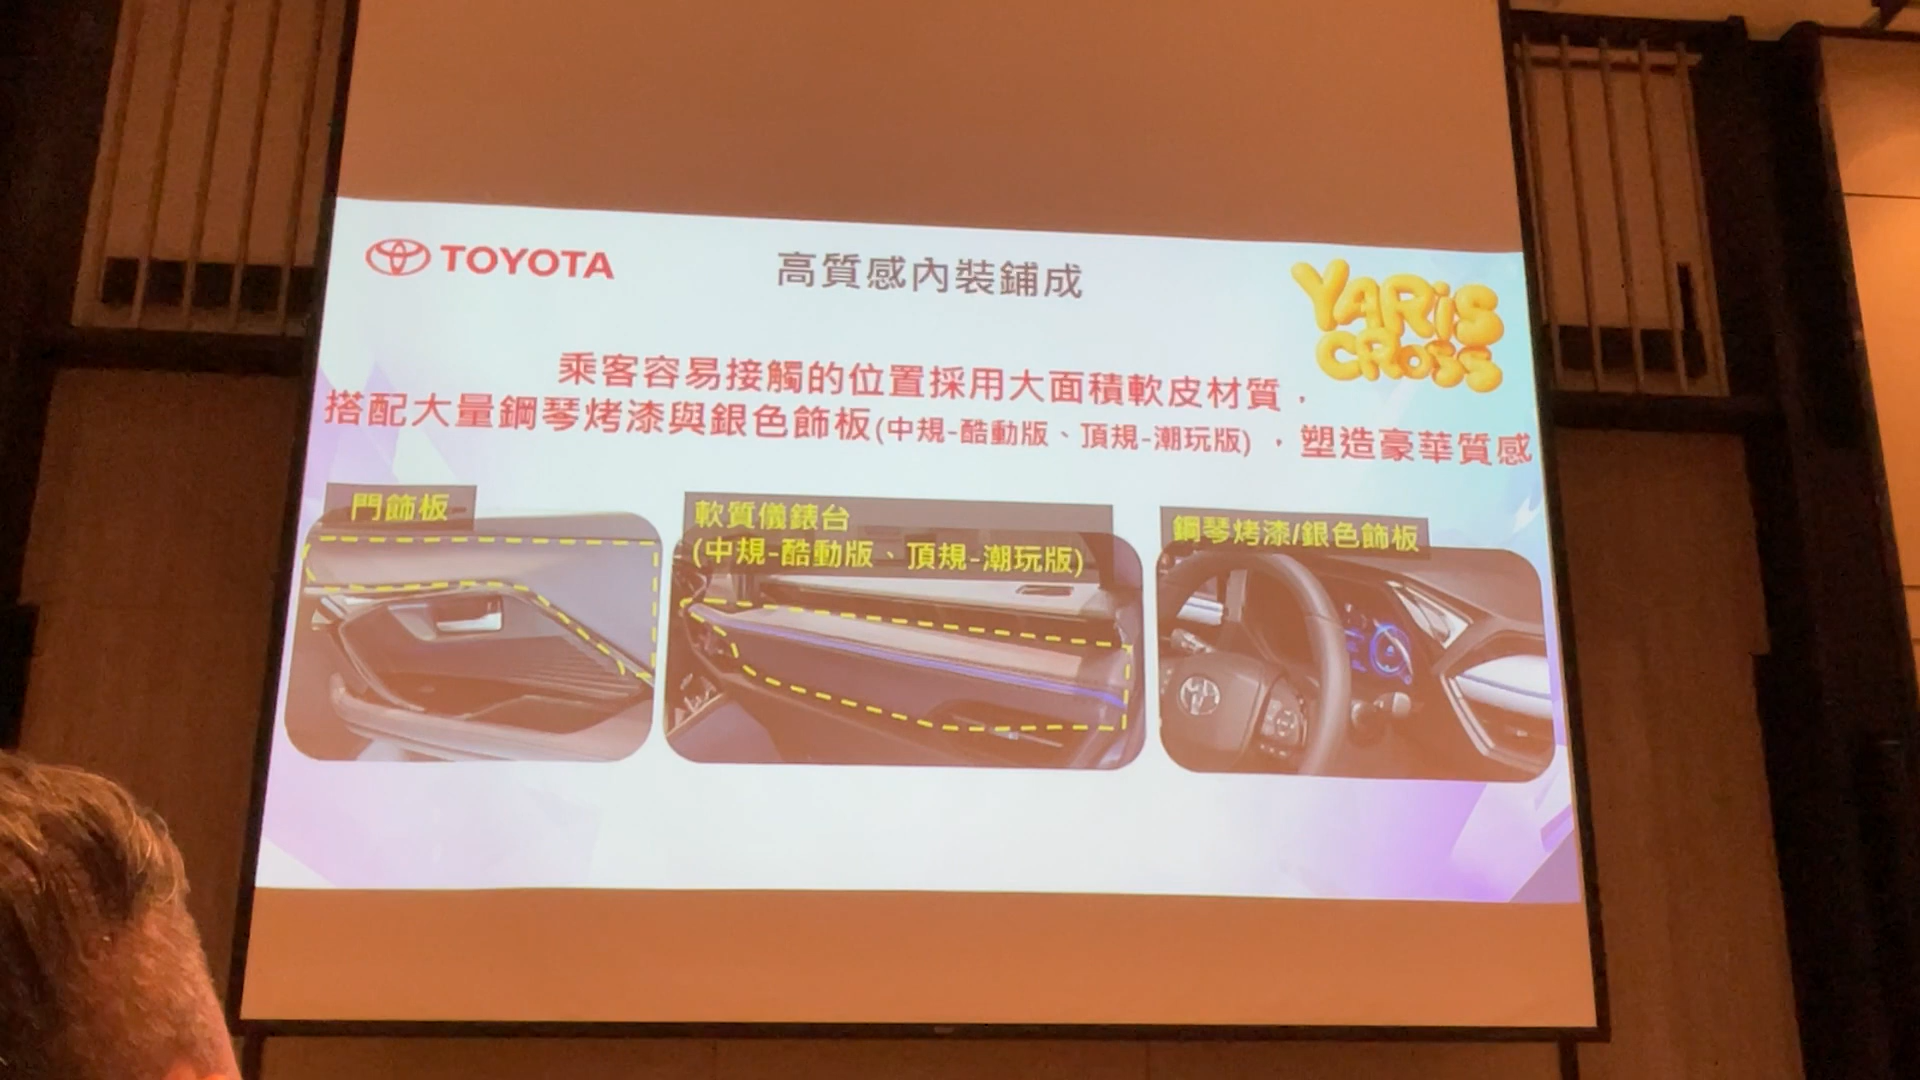 TOYOTA
高質感內裝鋪成
YARiS
CROSS
乘客容易接觸的位置採用大面積軟皮材質，
搭配大量鋼琴烤漆與銀色飾板(中規-酷動版、頂規-潮玩版)，塑造豪華質感
門飾板
軟質儀錶台
(中規-酷動版、頂規-潮玩版)
鋼琴烤漆/銀色飾板